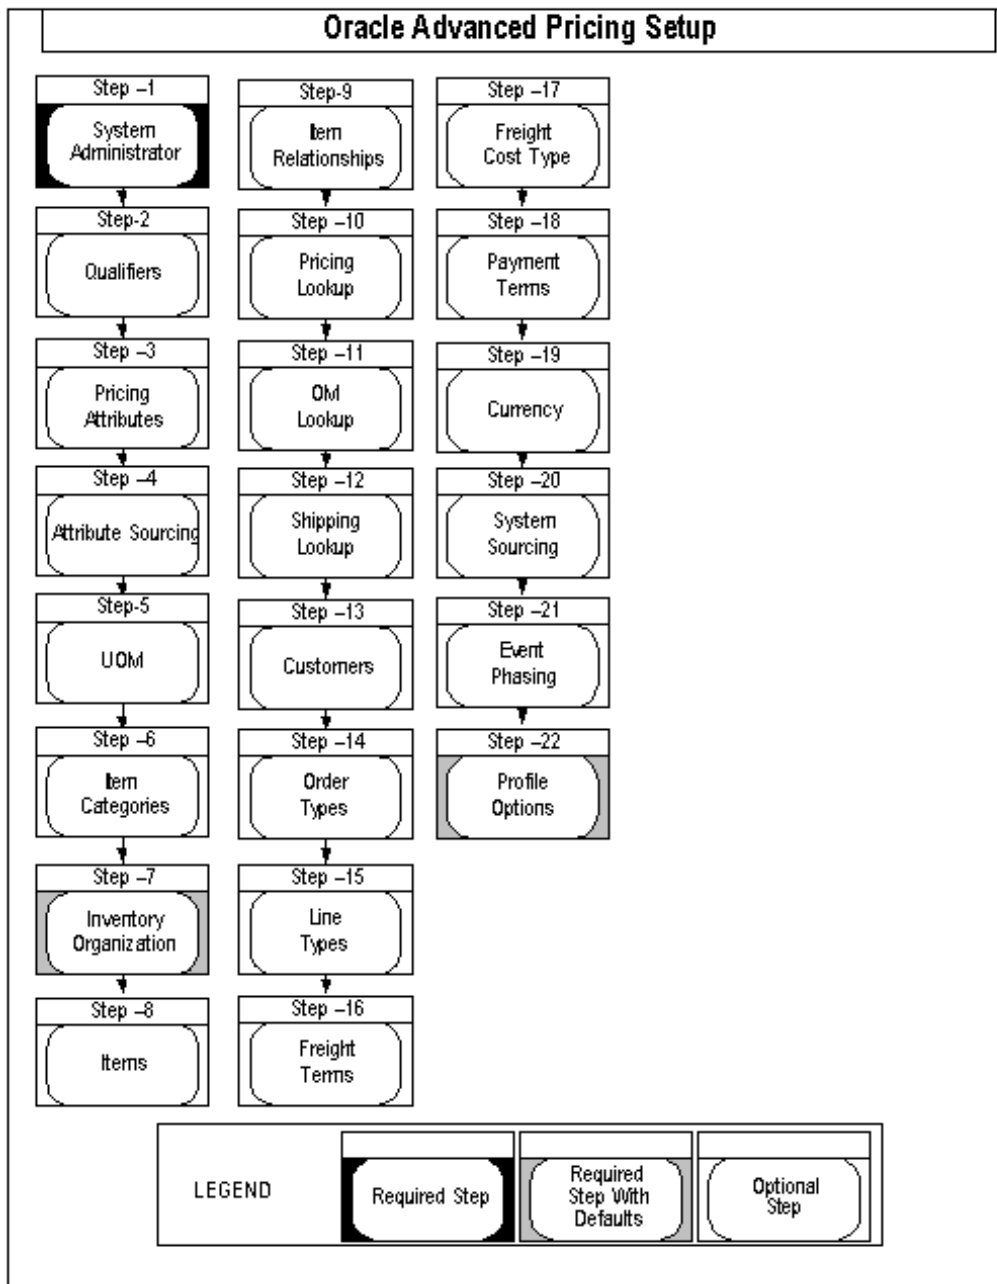 Oracle Advanced Pricing Setup
Step –1
System
Administrator
Step-2
Qualifiers
Step –3
Pricing
Attributes
Step –4
Attribute Sourcing
Step-5
UOM
Step –6
Item
Categories
Step –7
Inventory
Organization
Step –8
Items
Step-9
Item
Relationships
Step –10
Pricing
Lookup
Step –11
OM
Lookup
Step –12
Shipping
Lookup
Step –13
Customers
Step –14
Order
Types
Step –15
Line
Types
Step –16
Freight
Terms
Step –17
Freight
Cost Type
Step –18
Payment
Terms
Step –19
Currency
Step –20
System
Sourcing
Step –21
Event
Phasing
Step –22
Profile
Options
LEGEND
Required Step
Required
Step With
Defaults
Optional
Step